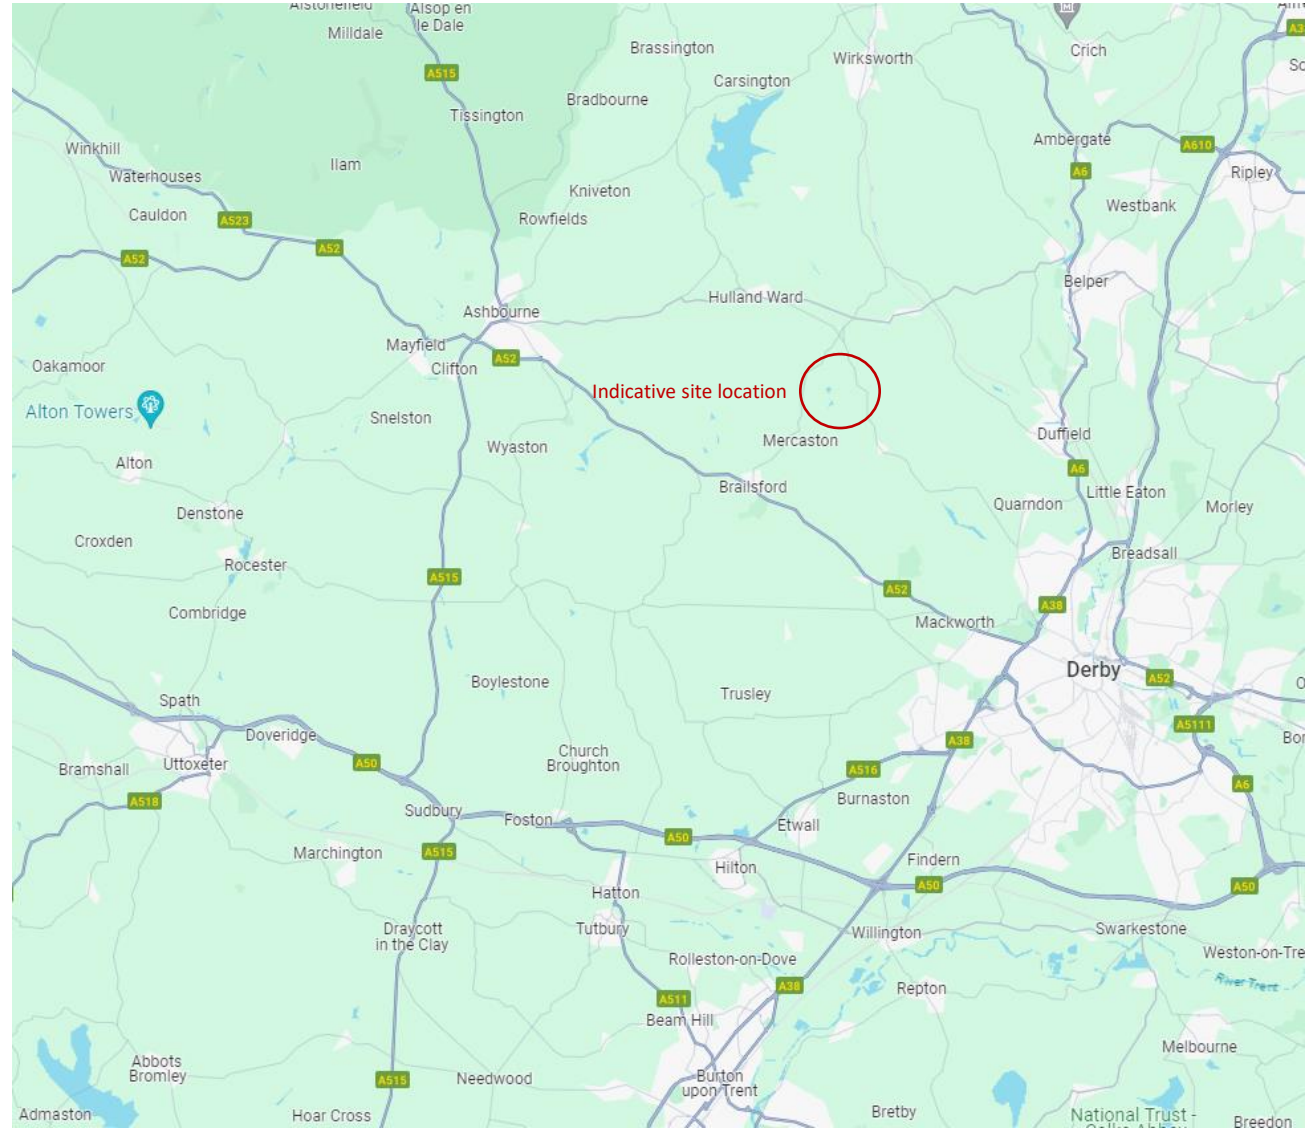 Alstonefield
Alsop en
le Dale
Milldale
Brassington
Wirksworth
Crich
A515
Carsington
Bradbourne
Tissington
Ambergate
A610
Winkhill
Ilam
A6
Ripley
Waterhouses
Kniveton
Westbank
Cauldon
A523
Rowfields
A52
A52
Belper
Hulland Ward
Ashbourne
Mayfield
A52
Clifton
Oakamoor
Indicative site location
Alton Towers
Snelston
Duffield
Mercaston
Wyaston
Alton
A6
Brailsford
Little Eaton
Quarndon
Morley
Denstone
Croxden
Breadsall
Rocester
A515
A52
A38
Combridge
Mackworth
Derby
A52
Boylestone
Trusley
Spath
A5111
Doveridge
A38
Church
Broughton
Uttoxeter
A50
Bramshall
A516
A6
Burnaston
A518
Sudbury
Foston
Etwall
A50
Marchington
A515
Findern
Hilton
A50
A50
Hatton
Draycott
in the Clay
Tutbury
Willington
Swarkestone
Weston-on-Tre
Rolleston-on-Dove
River Trent
A38
Repton
A511
Beam Hill
Melbourne
Abbots
Bromley
A515
Needwood
Burton
upon Trent
Admaston
Hoar Cross
Bretby
National Trust -
Calke Abbey
Breedon